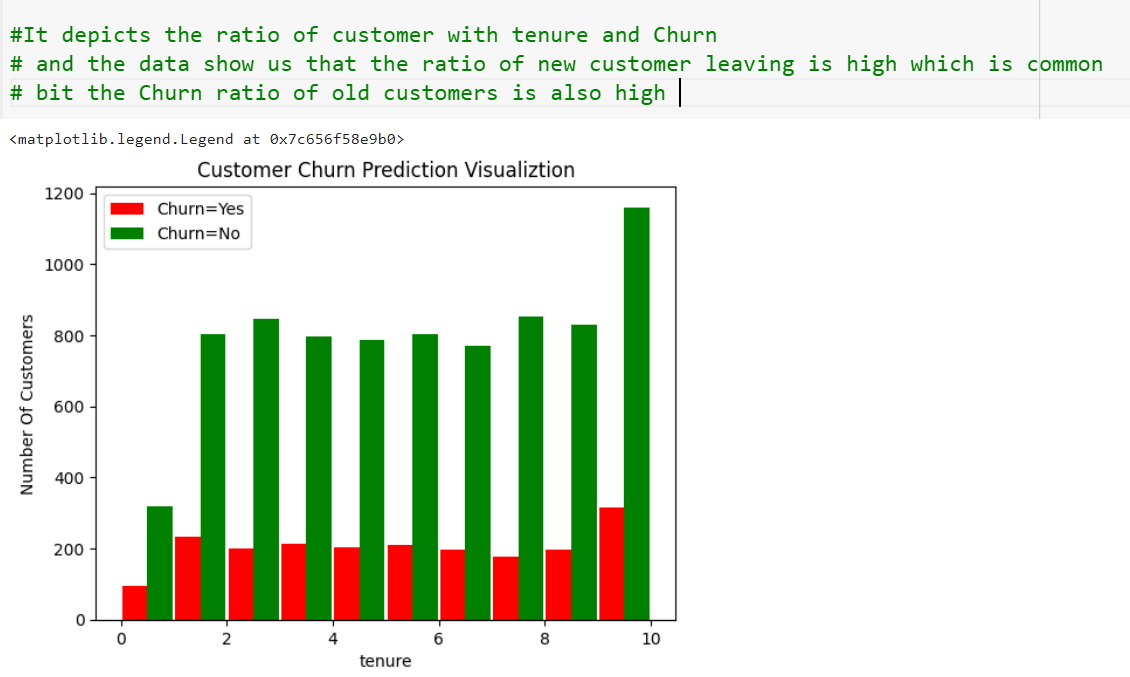 #It depicts the ratio of customer with tenure and Churn
# and the data show us that the ratio of new customer leaving is high which is common
# bit the Churn ratio of old customers is also high
<matplotlib.legend.Legend at 0x7c656f58e9b0>
Customer Churn Prediction Visualiztion
1200
1000
800
600
400
200
0
Number Of Customers
Churn=Yes
Churn=No
0 2 4 6 8 10
tenure